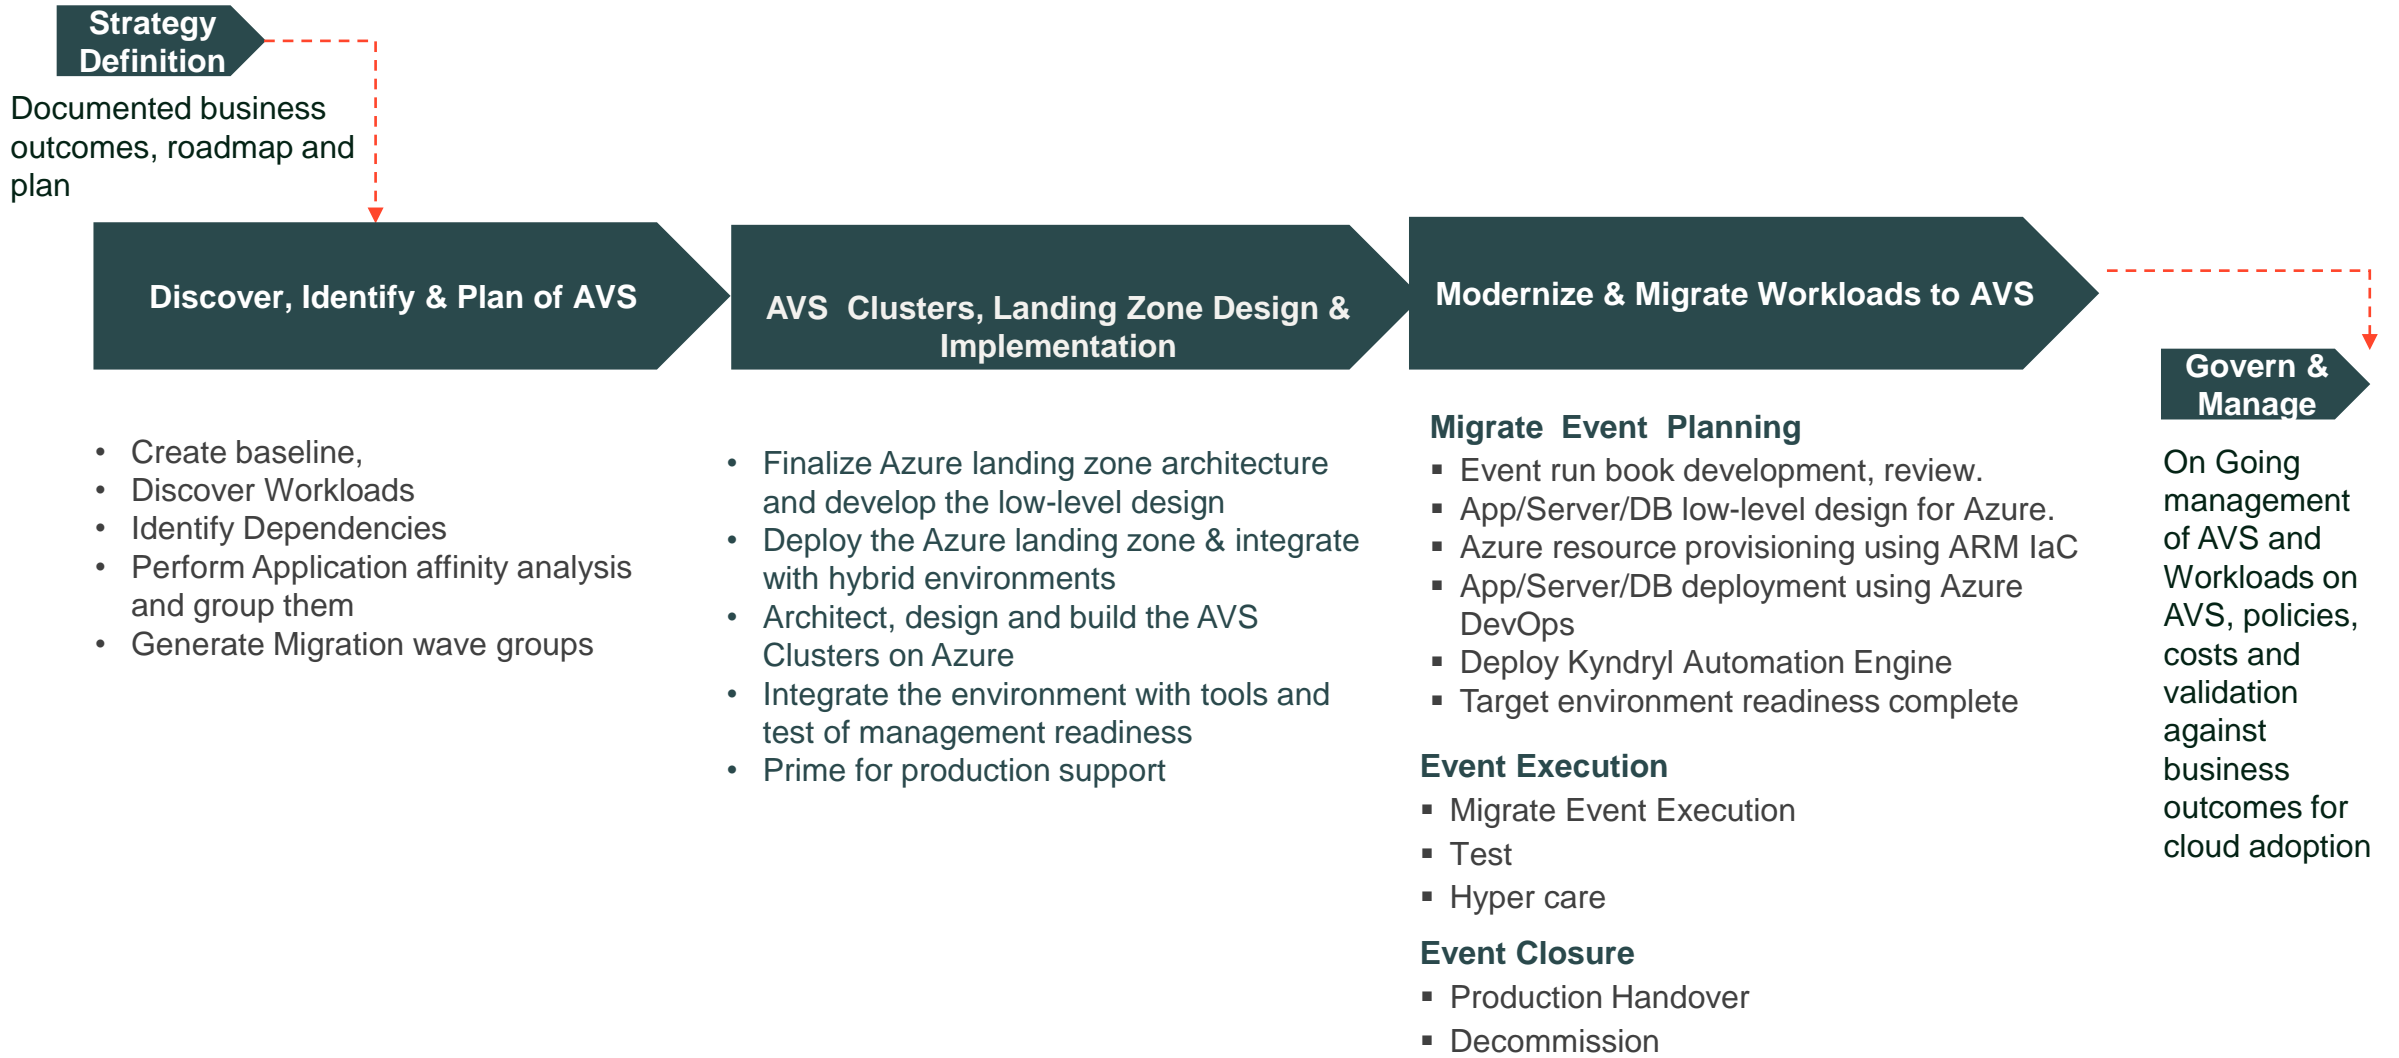 Strategy
Definition
Documented business
outcomes, roadmap and
plan
Discover, Identify & Plan of AVS
AVS Clusters, Landing Zone Design &
Implementation
Modernize & Migrate Workloads to AVS
Govern &
Manage
• Create baseline,
• Discover Workloads
• Identify Dependencies
• Perform Application affinity analysis
and group them
• Generate Migration wave groups
• Finalize Azure landing zone architecture
and develop the low-level design
• Deploy the Azure landing zone & integrate
with hybrid environments
• Architect, design and build the AVS
Clusters on Azure
• Integrate the environment with tools and
test of management readiness
• Prime for production support
Migrate Event Planning
▪ Event run book development, review.
▪ App/Server/DB low-level design for Azure.
▪ Azure resource provisioning using ARM IaC
▪ App/Server/DB deployment using Azure
DevOps
▪ Deploy Kyndryl Automation Engine
▪ Target environment readiness complete
Event Execution
▪ Migrate Event Execution
▪ Test
▪ Hyper care
Event Closure
▪ Production Handover
▪ Decommission
On Going
management
of AVS and
Workloads on
AVS, policies,
costs and
validation
against
business
outcomes for
cloud adoption